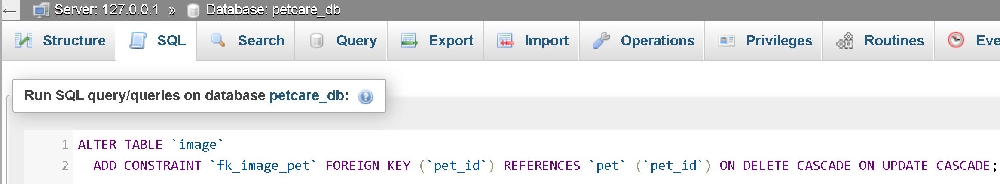 ← Server: 127.0.0.1 » Database: petcare_db
Structure SQL Search Query Export Import Operations Privileges Routines Eve
Run SQL query/queries on database petcare_db:
1 ALTER TABLE `image`
2 ADD CONSTRAINT `fk_image_pet` FOREIGN KEY (`pet_id`) REFERENCES `pet` (`pet_id`) ON DELETE CASCADE ON UPDATE CASCADE;